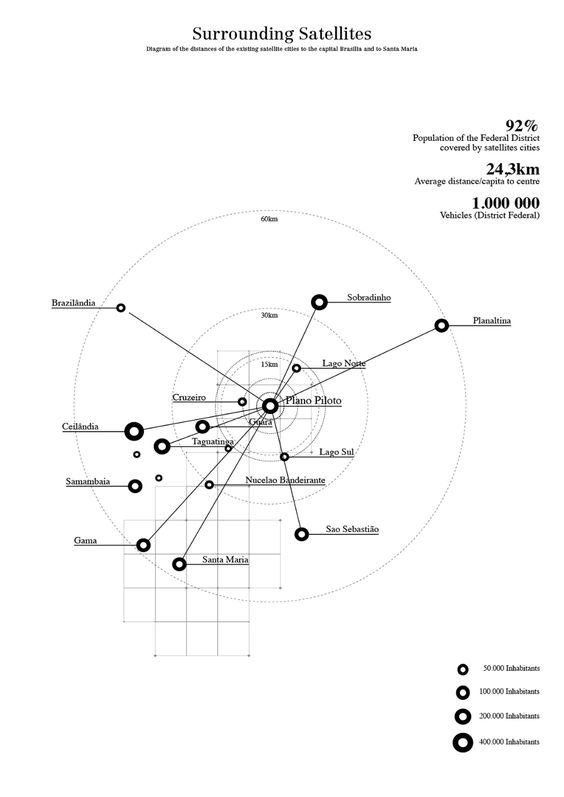 Surrounding Satellites
Diagram of the distances of the existing satellite cities to the capital Brasilia and to Santa Maria
92%
Population of the Federal District
covered by satellites cities
24,3km
Average distance/capita to centre
1.000 000
Vehicles (District Federal)
60km
Brazilândia
Sobradinho
30km
Planaltina
15km
Lago Norte
Cruzeiro
Plano Piloto
Guará
Ceilândia
Taguatinga
Lago Sul
Samambaia
Nucelao Bandeirante
Sao Sebastião
Gama
Santa Maria
50.000 Inhabitants
100.000 Inhabitants
200.000 Inhabitants
400.000 Inhabitants